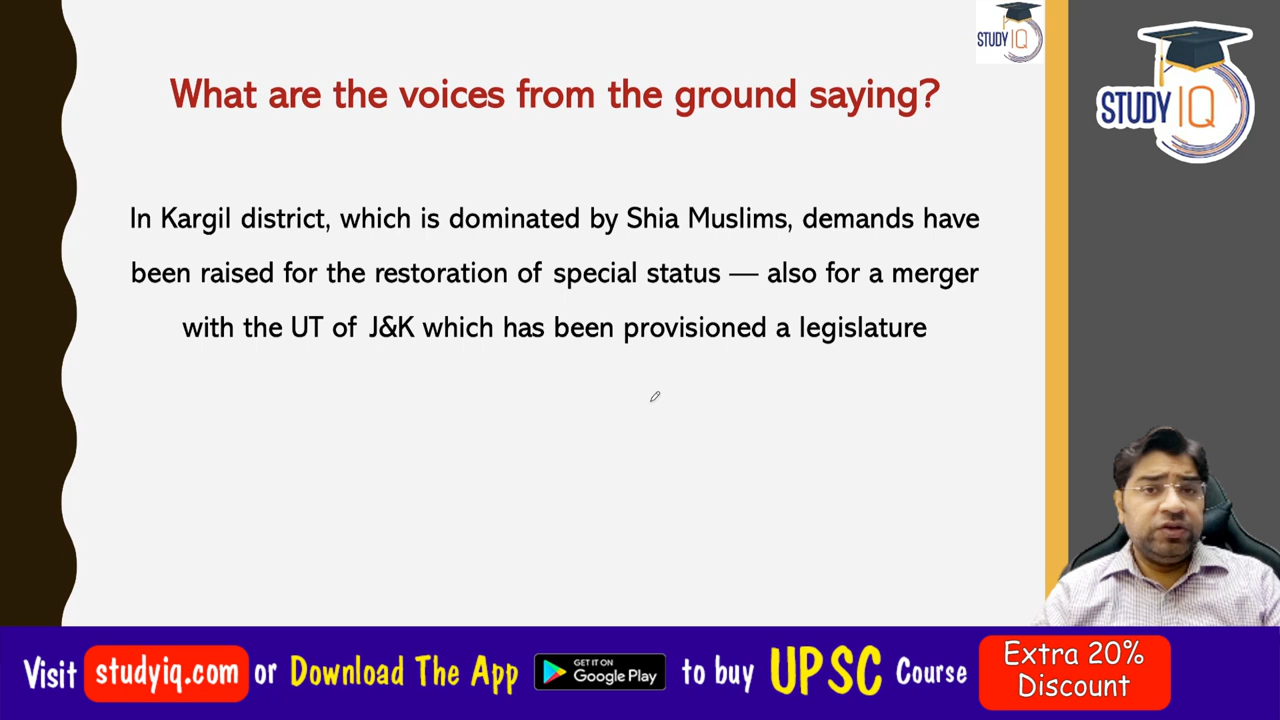 STUDY IQ
STUDY IQ
What are the voices from the ground saying?
In Kargil district, which is dominated by Shia Muslims, demands have
been raised for the restoration of special status — also for a merger
with the UT of J&K which has been provisioned a legislature
Visit studyiq.com or Download The App GET IT ON Google Play to buy UPSC Course
Extra 20%
Discount